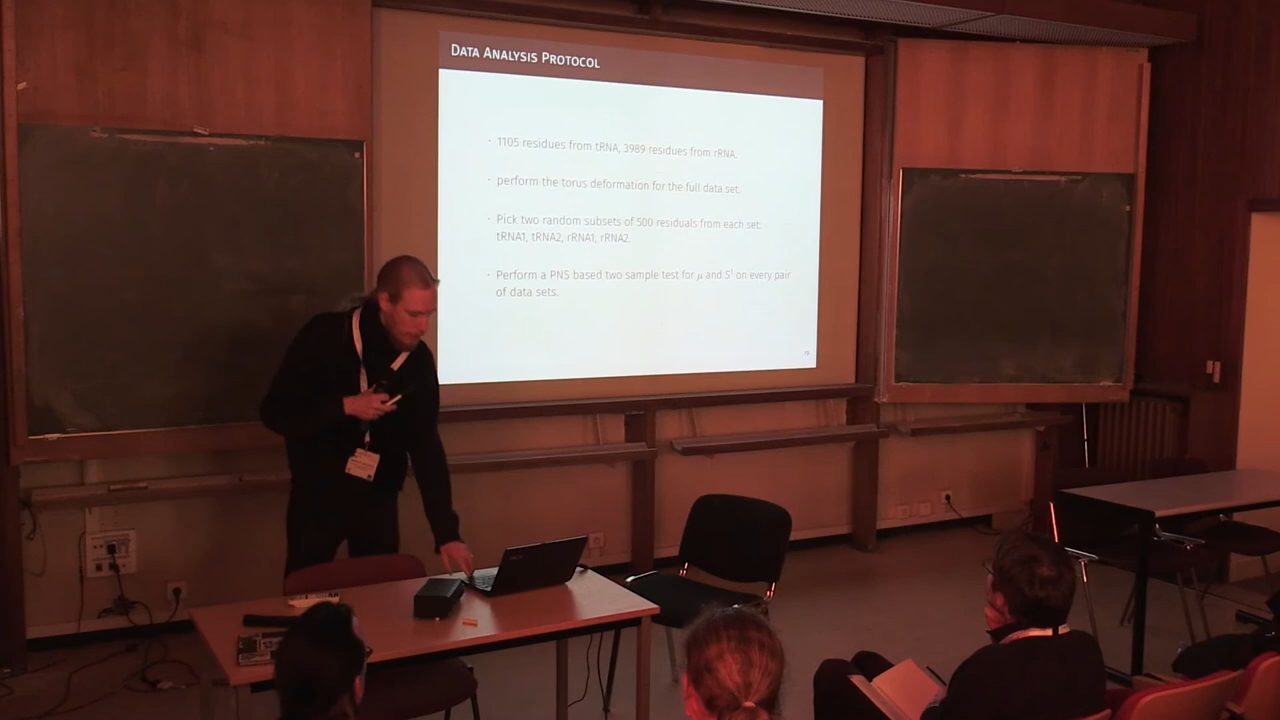 DATA ANALYSIS PROTOCOL
- 1105 residues from tRNA, 3989 residues from rRNA.
- perform the torus deformation for the full data set.
- Pick two random subsets of 500 residuals from each set:
tRNA1, tRNA2, rRNA1, rRNA2.
- Perform a PNS based two sample test for μ and S¹ on every pair
of data sets.